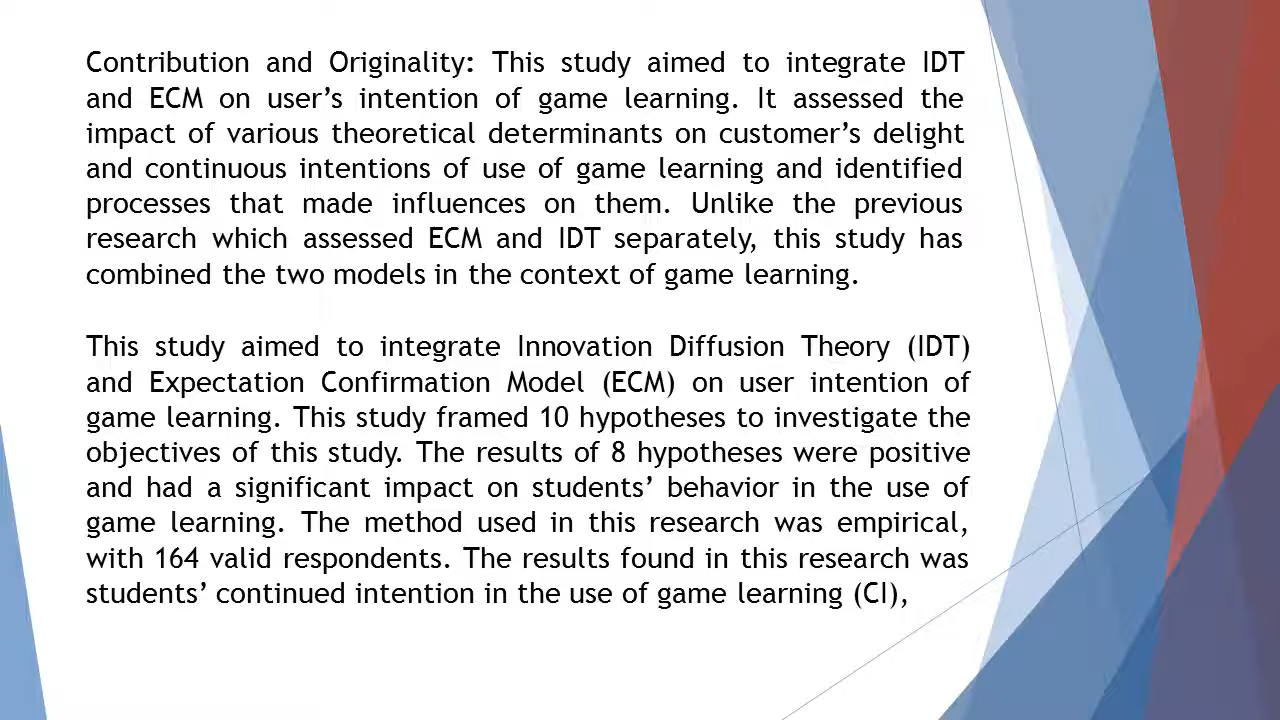 Contribution and Originality: This study aimed to integrate IDT
and ECM on user’s intention of game learning. It assessed the
impact of various theoretical determinants on customer’s delight
and continuous intentions of use of game learning and identified
processes that made influences on them. Unlike the previous
research which assessed ECM and IDT separately, this study has
combined the two models in the context of game learning.
This study aimed to integrate Innovation Diffusion Theory (IDT)
and Expectation Confirmation Model (ECM) on user intention of
game learning. This study framed 10 hypotheses to investigate the
objectives of this study. The results of 8 hypotheses were positive
and had a significant impact on students’ behavior in the use of
game learning. The method used in this research was empirical,
with 164 valid respondents. The results found in this research was
students’ continued intention in the use of game learning (CI),